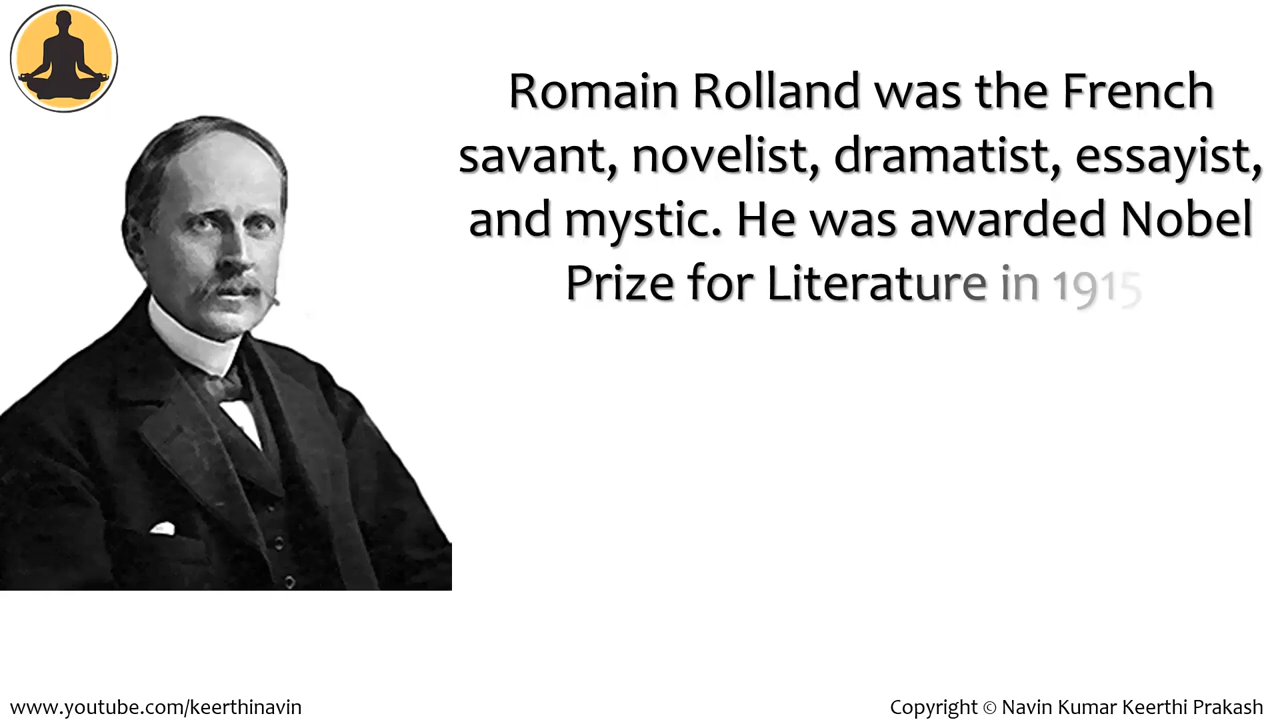 Romain Rolland was the French
savant, novelist, dramatist, essayist,
and mystic. He was awarded Nobel
Prize for Literature in 1915
www.youtube.com/keerthinavin
Copyright © Navin Kumar Keerthi Prakash